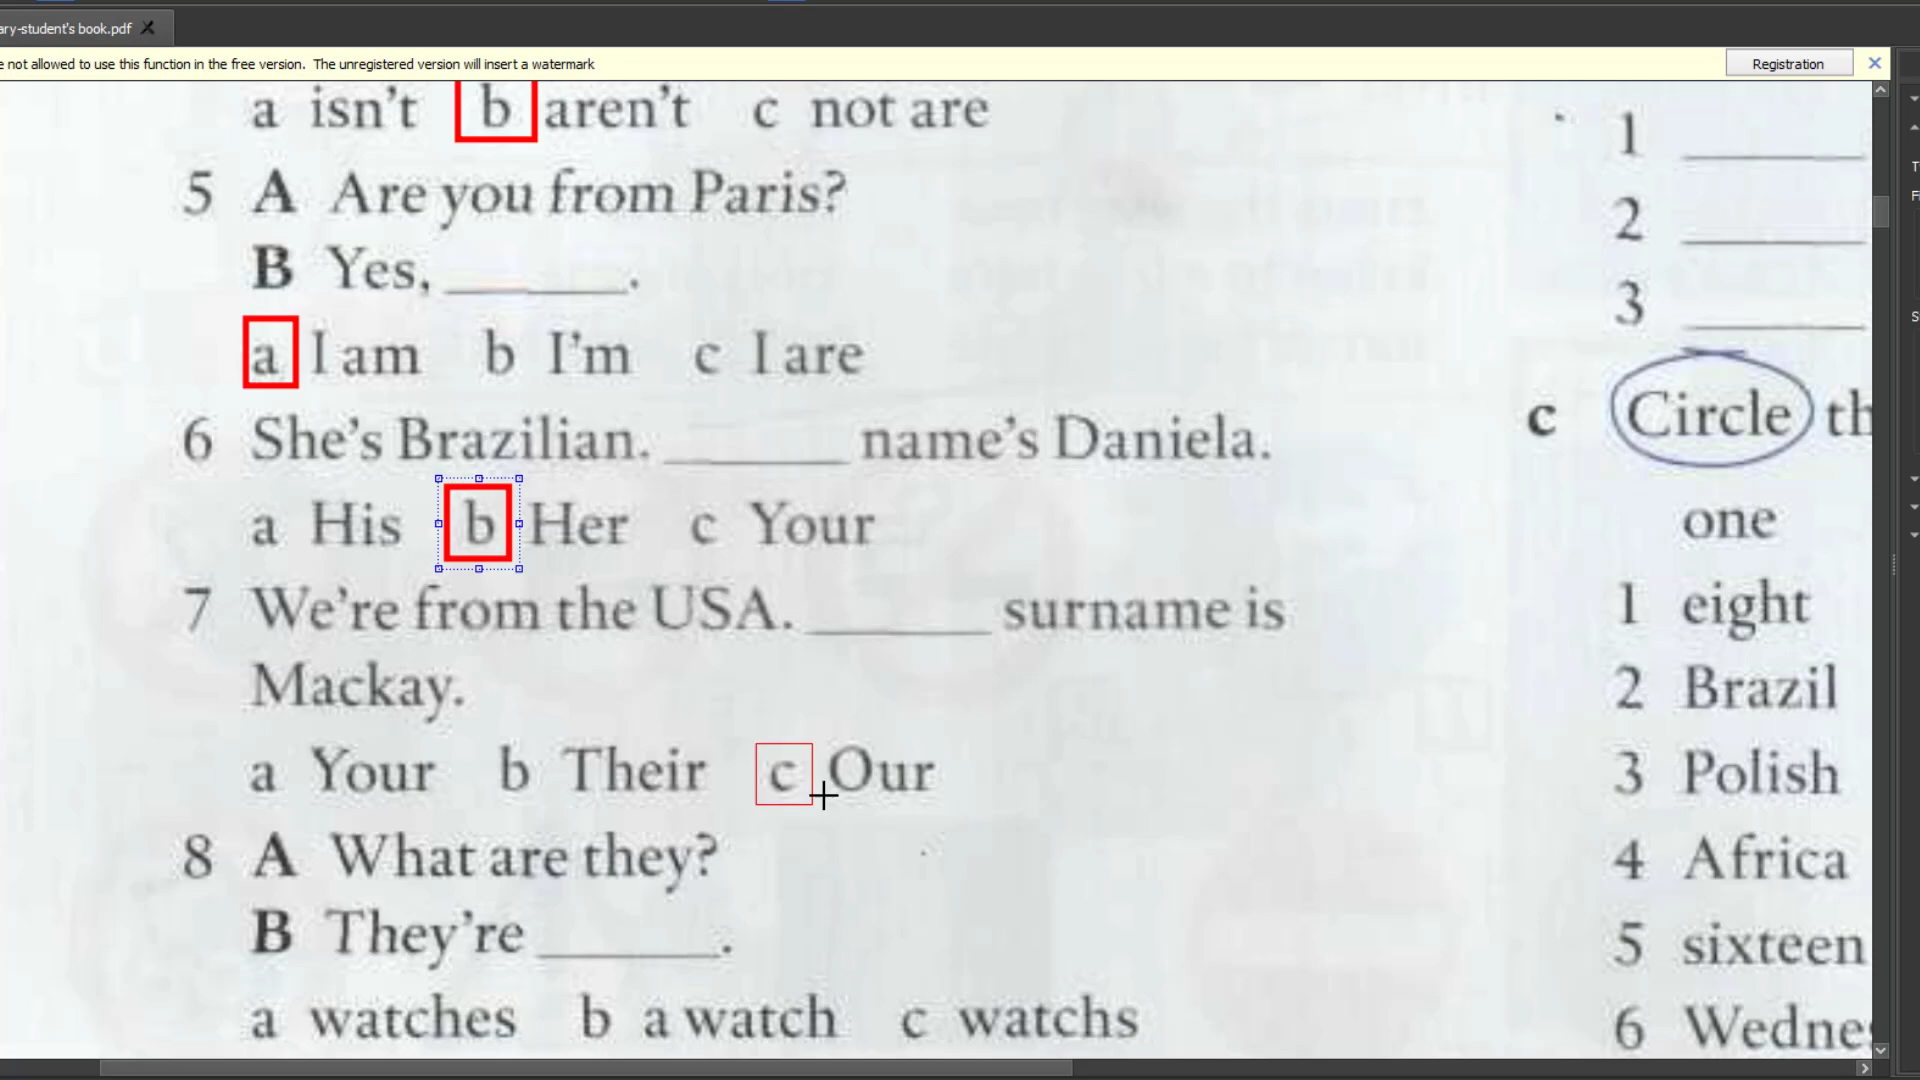 ary-student's book.pdf
e not allowed to use this function in the free version. The unregistered version will insert a watermark
Registration
a isn't b aren't c not are
5 A Are you from Paris?
B Yes, ______.
a I am b I'm c I are
6 She's Brazilian. ______ name's Daniela.
a His b Her c Your
7 We're from the USA. ______ surname is
Mackay.
a Your b Their c Our
8 A What are they?
B They're ______.
a watches b a watch c watchs
1 ______
2 ______
3 ______
c Circle th
one
1 eight
2 Brazil
3 Polish
4 Africa
5 sixteen
6 Wednes